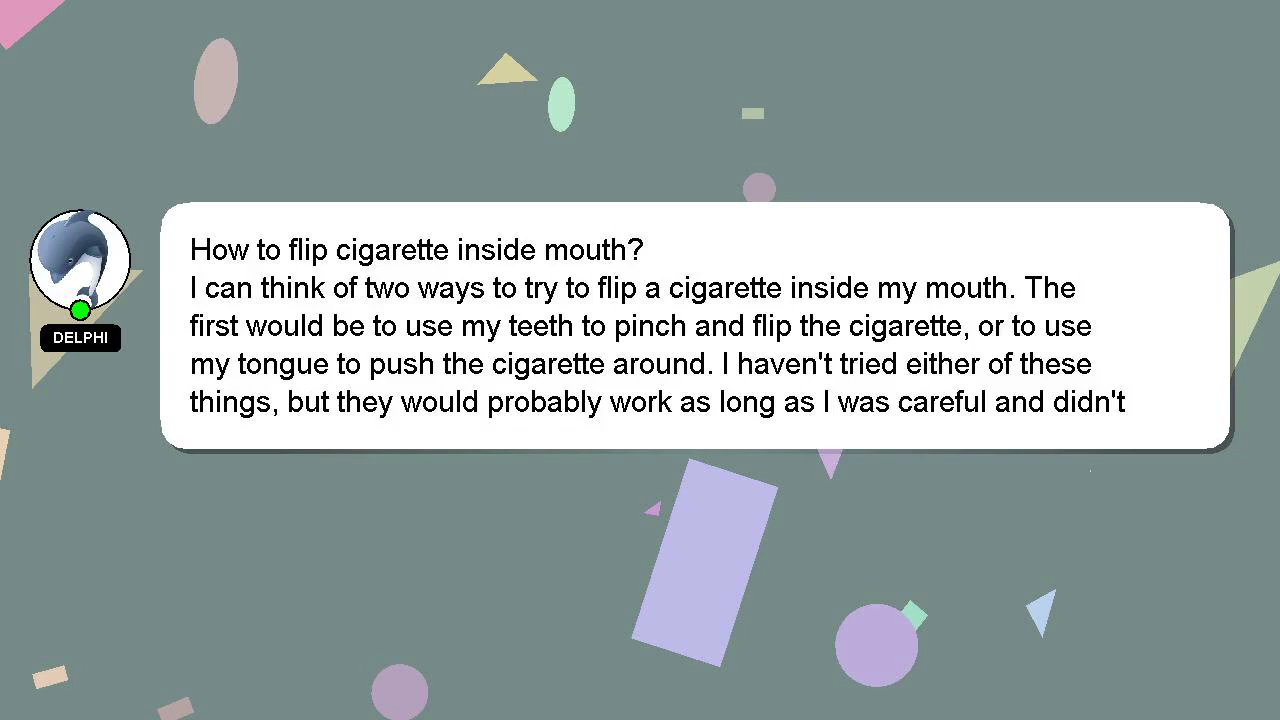 DELPHI
How to flip cigarette inside mouth?
I can think of two ways to try to flip a cigarette inside my mouth. The
first would be to use my teeth to pinch and flip the cigarette, or to use
my tongue to push the cigarette around. I haven't tried either of these
things, but they would probably work as long as I was careful and didn't